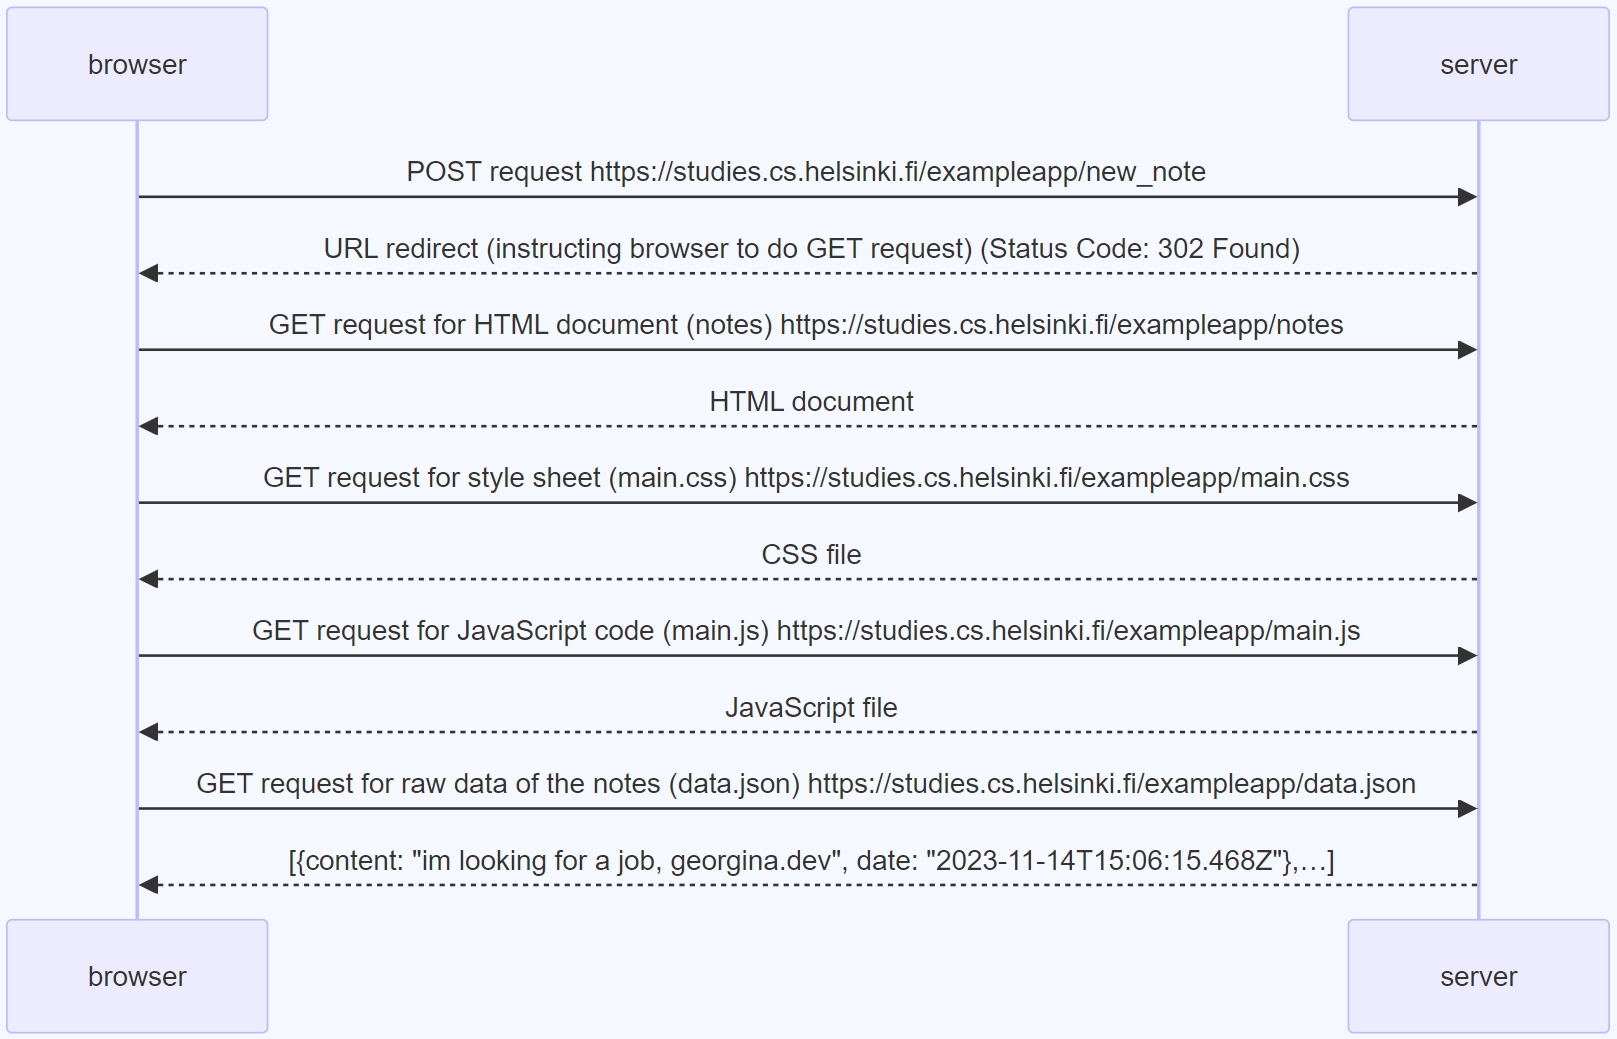 browser
server
POST request https://studies.cs.helsinki.fi/exampleapp/new_note
URL redirect (instructing browser to do GET request) (Status Code: 302 Found)
GET request for HTML document (notes) https://studies.cs.helsinki.fi/exampleapp/notes
HTML document
GET request for style sheet (main.css) https://studies.cs.helsinki.fi/exampleapp/main.css
CSS file
GET request for JavaScript code (main.js) https://studies.cs.helsinki.fi/exampleapp/main.js
JavaScript file
GET request for raw data of the notes (data.json) https://studies.cs.helsinki.fi/exampleapp/data.json
[{content: "im looking for a job, georgina.dev", date: "2023-11-14T15:06:15.468Z"},…]
browser
server